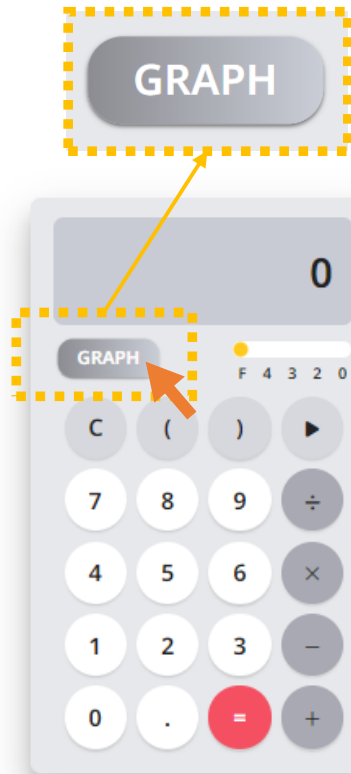 GRAPH
0
GRAPH
F 4 3 2 0
C ( ) ▶
7 8 9 ÷
4 5 6 ×
1 2 3 −
0 . = +